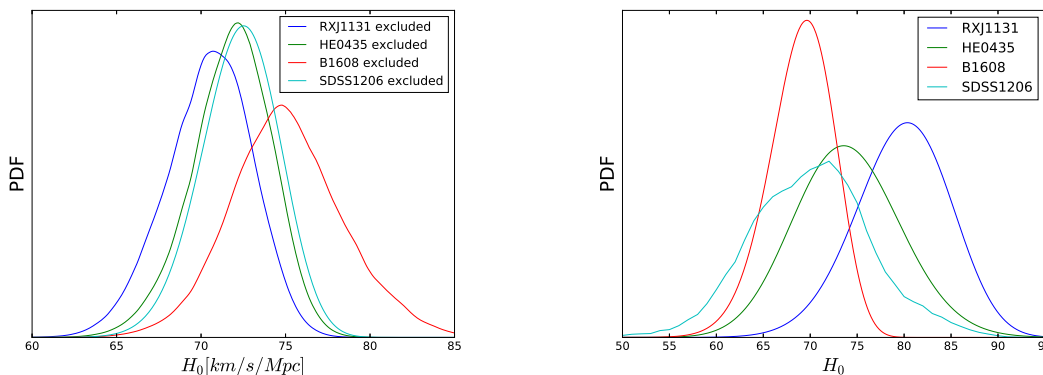 RXJ1131 excluded
HE0435 excluded
B1608 excluded
SDSS1206 excluded
PDF
60 65 70 75 80 85
H₀[km/s/Mpc]
RXJ1131
HE0435
B1608
SDSS1206
PDF
50 55 60 65 70 75 80 85 90
H₀